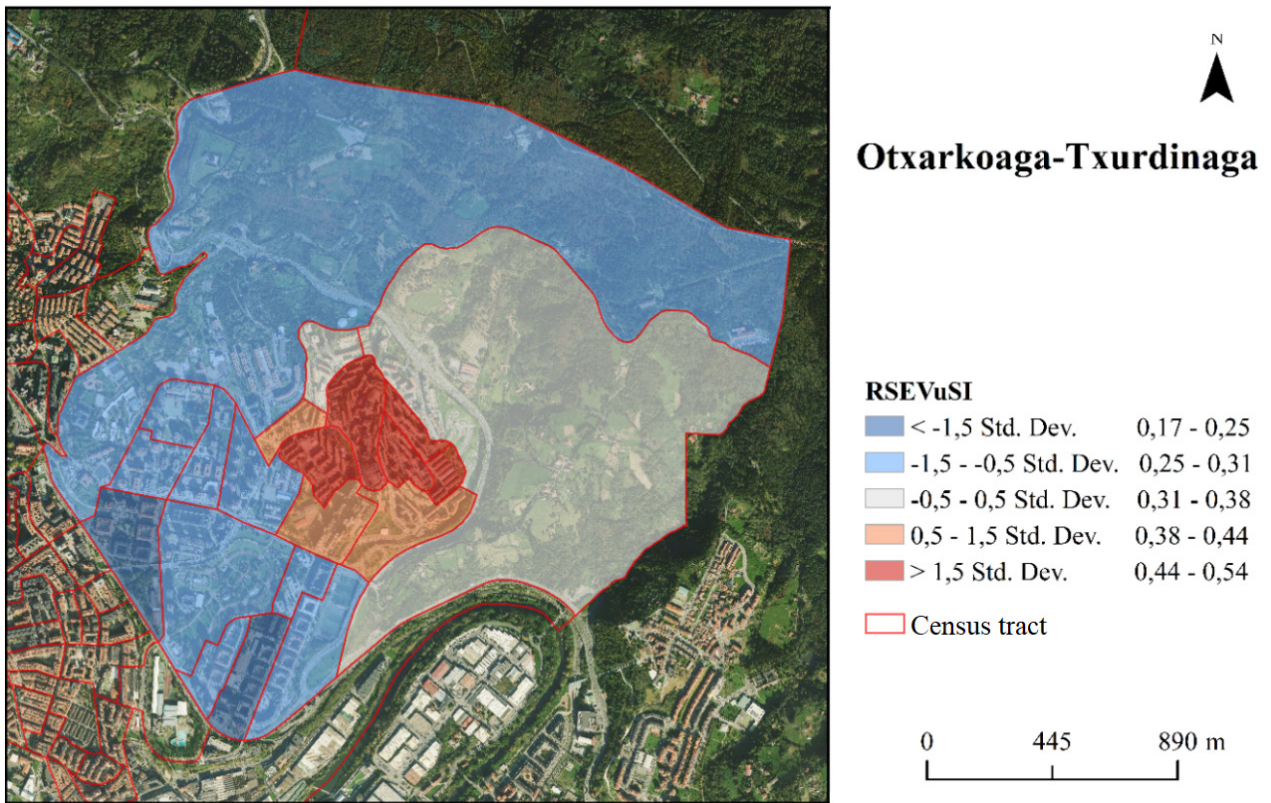 N
Otxarkoaga-Txurdinaga
RSEVuSI
< -1,5 Std. Dev. 0,17 - 0,25
-1,5 - -0,5 Std. Dev. 0,25 - 0,31
-0,5 - 0,5 Std. Dev. 0,31 - 0,38
0,5 - 1,5 Std. Dev. 0,38 - 0,44
> 1,5 Std. Dev. 0,44 - 0,54
Census tract
0 445 890 m